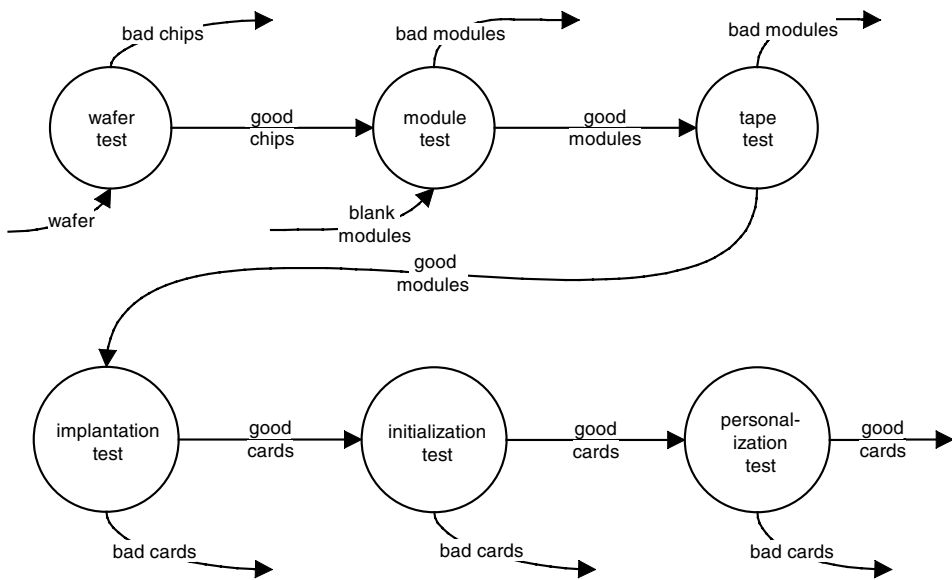 bad chips
bad modules
bad modules
wafer
test
good
chips
module
test
good
modules
tape
test
wafer
blank
modules
good
modules
implantation
test
good
cards
initialization
test
good
cards
personal-
ization
test
good
cards
bad cards
bad cards
bad cards